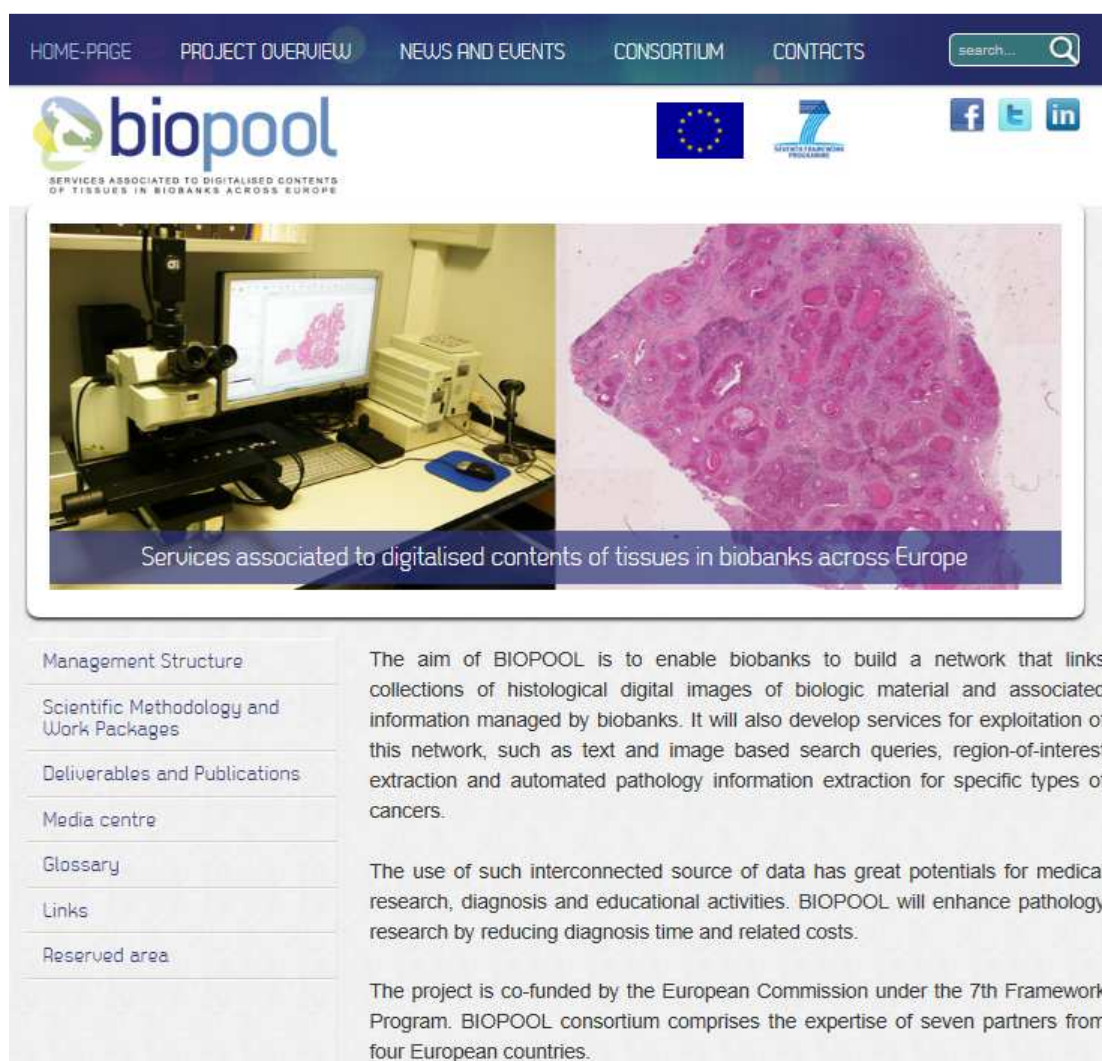 HOME-PAGE PROJECT OVERVIEW NEWS AND EVENTS CONSORTIUM CONTACTS search...
biopool
SERVICES ASSOCIATED TO DIGITALISED CONTENTS
OF TISSUES IN BIOBANKS ACROSS EUROPE
7
SEVENTH FRAMEWORK
PROGRAMME
f t in
Services associated to digitalised contents of tissues in biobanks across Europe
Management Structure
Scientific Methodology and
Work Packages
Deliverables and Publications
Media centre
Glossary
Links
Reserved area
The aim of BIOPOOL is to enable biobanks to build a network that links
collections of histological digital images of biologic material and associated
information managed by biobanks. It will also develop services for exploitation of
this network, such as text and image based search queries, region-of-interest
extraction and automated pathology information extraction for specific types of
cancers.
The use of such interconnected source of data has great potentials for medical
research, diagnosis and educational activities. BIOPOOL will enhance pathology
research by reducing diagnosis time and related costs.
The project is co-funded by the European Commission under the 7th Framework
Program. BIOPOOL consortium comprises the expertise of seven partners from
four European countries.